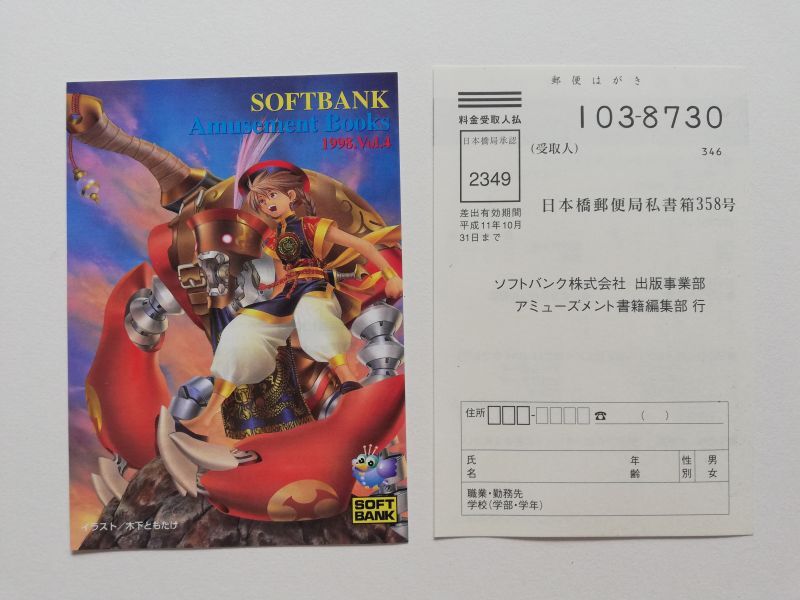 SOFTBANK
Amusement Books
1998.Vol.4
SOFT
BANK
イラスト／木下ともたけ
郵便はがき
料金受取人払
日本橋局承認
2349
差出有効期間
平成11年10月
31日まで
103-8730
(受取人)
346
日本橋郵便局私書箱358号
ソフトバンク株式会社 出版事業部
アミューズメント書籍編集部 行
住所 - ☎ ( )
氏名 年齢 性別 男 女
職業・勤務先
学校(学部・学年)